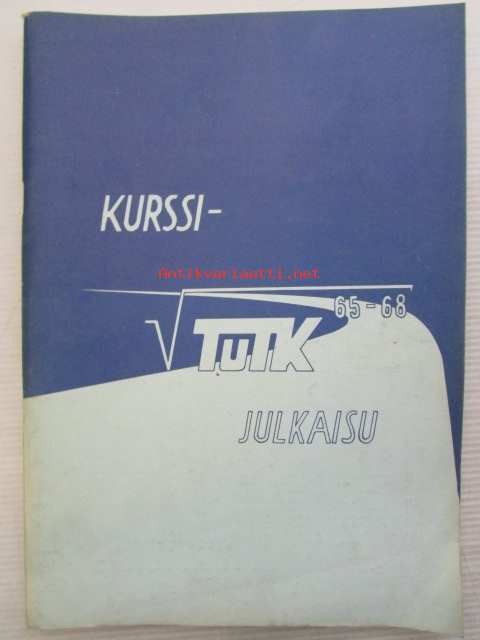 KURSSI-
Antikvariaatti.net
65-68
√TuTK
JULKAISU